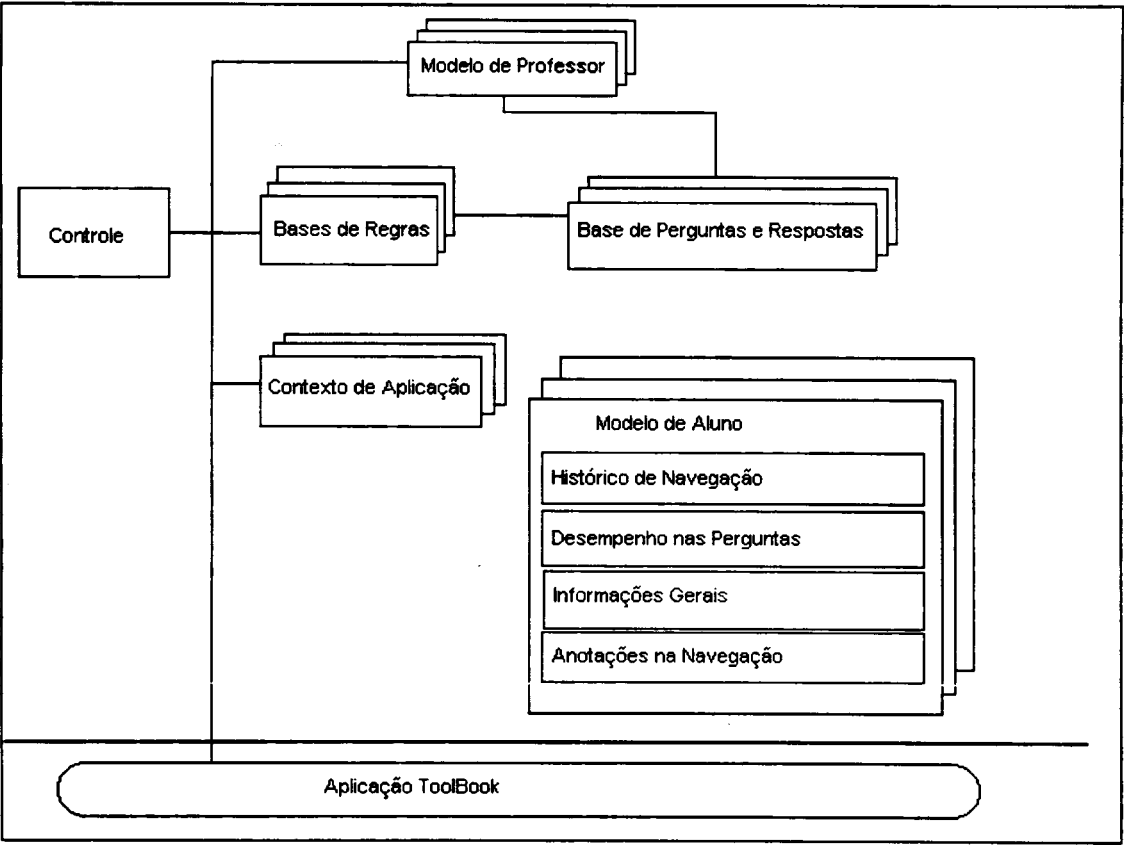 Modelo de Professor
Controle
Bases de Regras
Base de Perguntas e Respostas
Contexto de Aplicação
Modelo de Aluno
Histórico de Navegação
Desempenho nas Perguntas
Informações Gerais
Anotações na Navegação
Aplicação ToolBook